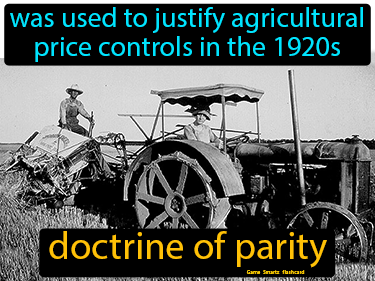 was used to justify agricultural
price controls in the 1920s
doctrine of parity
Game Smartz flashcard